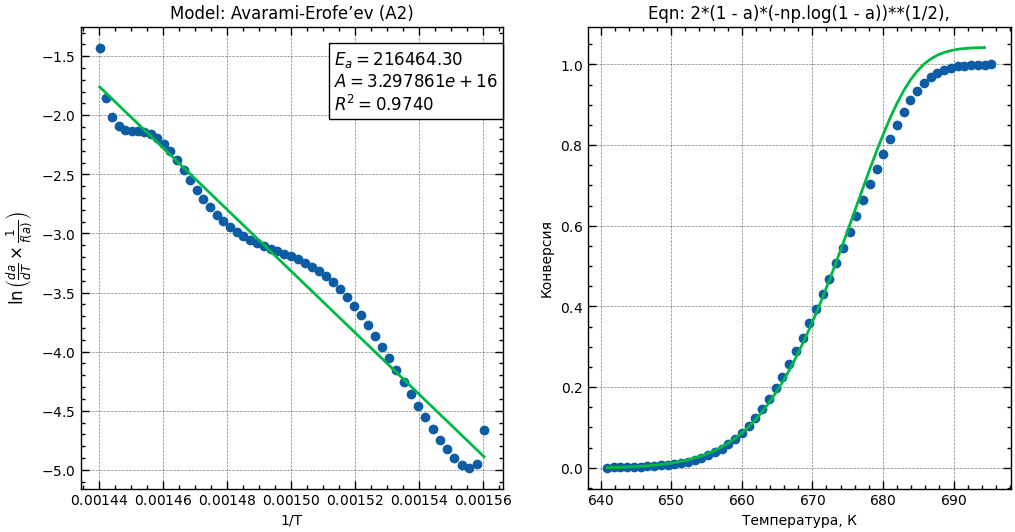 Model: Avarami-Erofe’ev (A2)
E_a = 216464.30
A = 3.297861e + 16
R² = 0.9740
ln(da/dT × 1/f(a))
−1.5
−2.0
−2.5
−3.0
−3.5
−4.0
−4.5
−5.0
0.00144 0.00146 0.00148 0.00150 0.00152 0.00154 0.00156
1/T
Eqn: 2*(1 - a)*(-np.log(1 - a))**(1/2),
Конверсия
1.0
0.8
0.6
0.4
0.2
0.0
640 650 660 670 680 690
Температура, К